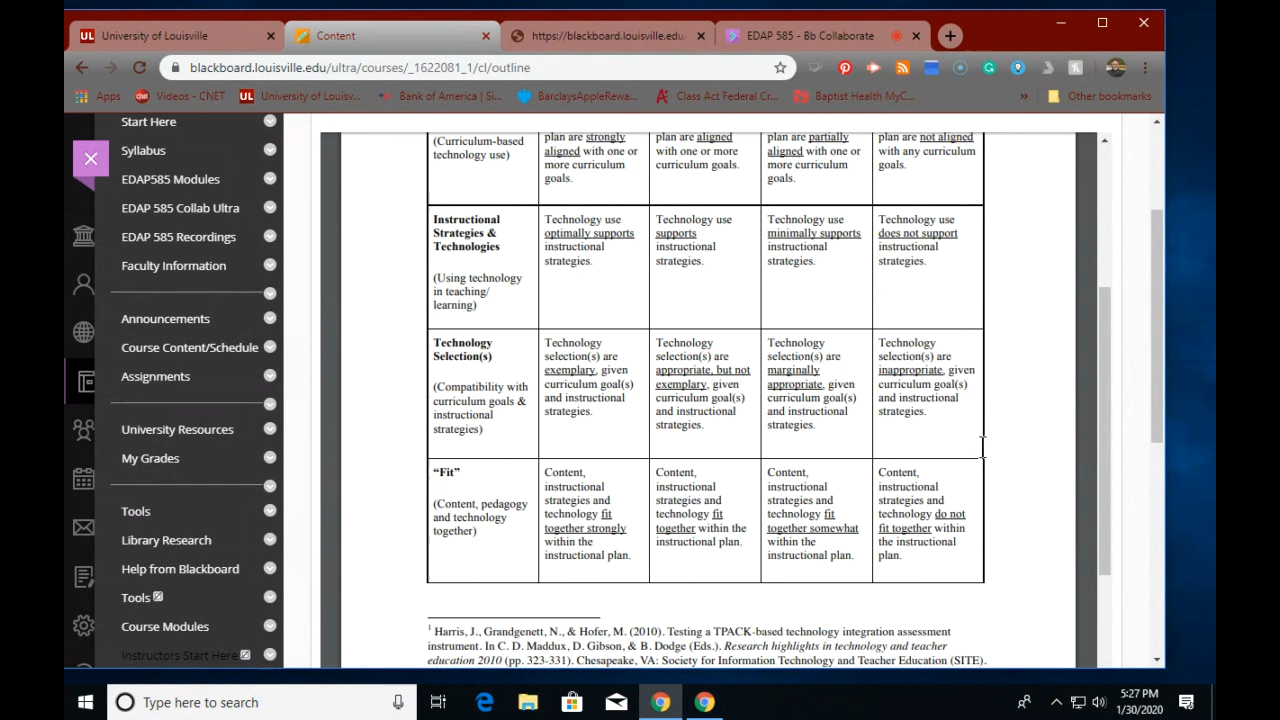 University of Louisville
Content
https://blackboard.louisville.edu/
EDAP 585 - Bb Collaborate
blackboard.louisville.edu/ultra/courses/_1622081_1/cl/outline
Apps
Videos - CNET
University of Louisv...
Bank of America | Si...
BarclaysAppleRewa...
Class Act Federal Cr...
Baptist Health MyC...
»
Other bookmarks
Start Here
Syllabus
EDAP585 Modules
EDAP 585 Collab Ultra
EDAP 585 Recordings
Faculty Information
Announcements
Course Content/Schedule
Assignments
University Resources
My Grades
Tools
Library Research
Help from Blackboard
Tools
Course Modules
Instructors Start Here
(Curriculum-based
technology use)
plan are strongly
aligned with one or
more curriculum
goals.
plan are aligned
with one or more
curriculum goals.
plan are partially
aligned with one or
more curriculum
goals.
plan are not aligned
with any curriculum
goals.
Instructional
Strategies &
Technologies
(Using technology
in teaching/
learning)
Technology use
optimally supports
instructional
strategies.
Technology use
supports
instructional
strategies.
Technology use
minimally supports
instructional
strategies.
Technology use
does not support
instructional
strategies.
Technology
Selection(s)
(Compatibility with
curriculum goals &
instructional
strategies)
Technology
selection(s) are
exemplary, given
curriculum goal(s)
and instructional
strategies.
Technology
selection(s) are
appropriate, but not
exemplary, given
curriculum goal(s)
and instructional
strategies.
Technology
selection(s) are
marginally
appropriate, given
curriculum goal(s)
and instructional
strategies.
Technology
selection(s) are
inappropriate, given
curriculum goal(s)
and instructional
strategies.
“Fit”
(Content, pedagogy
and technology
together)
Content,
instructional
strategies and
technology fit
together strongly
within the
instructional plan.
Content,
instructional
strategies and
technology fit
together within the
instructional plan.
Content,
instructional
strategies and
technology fit
together somewhat
within the
instructional plan.
Content,
instructional
strategies and
technology do not
fit together within
the instructional
plan.
1 Harris, J., Grandgenett, N., & Hofer, M. (2010). Testing a TPACK-based technology integration assessment
instrument. In C. D. Maddux, D. Gibson, & B. Dodge (Eds.). Research highlights in technology and teacher
education 2010 (pp. 323-331). Chesapeake, VA: Society for Information Technology and Teacher Education (SITE).
Type here to search
5:27 PM
1/30/2020